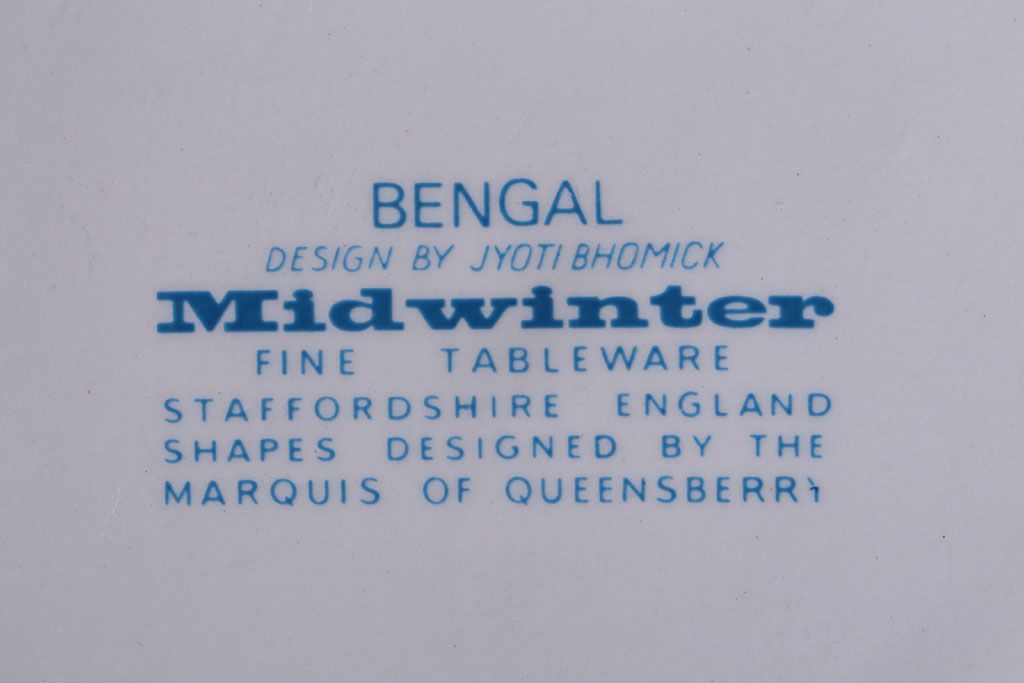 BENGAL
DESIGN BY JYOTI BHOMICK
Midwinter
FINE TABLEWARE
STAFFORDSHIRE ENGLAND
SHAPES DESIGNED BY THE
MARQUIS OF QUEENSBERRY